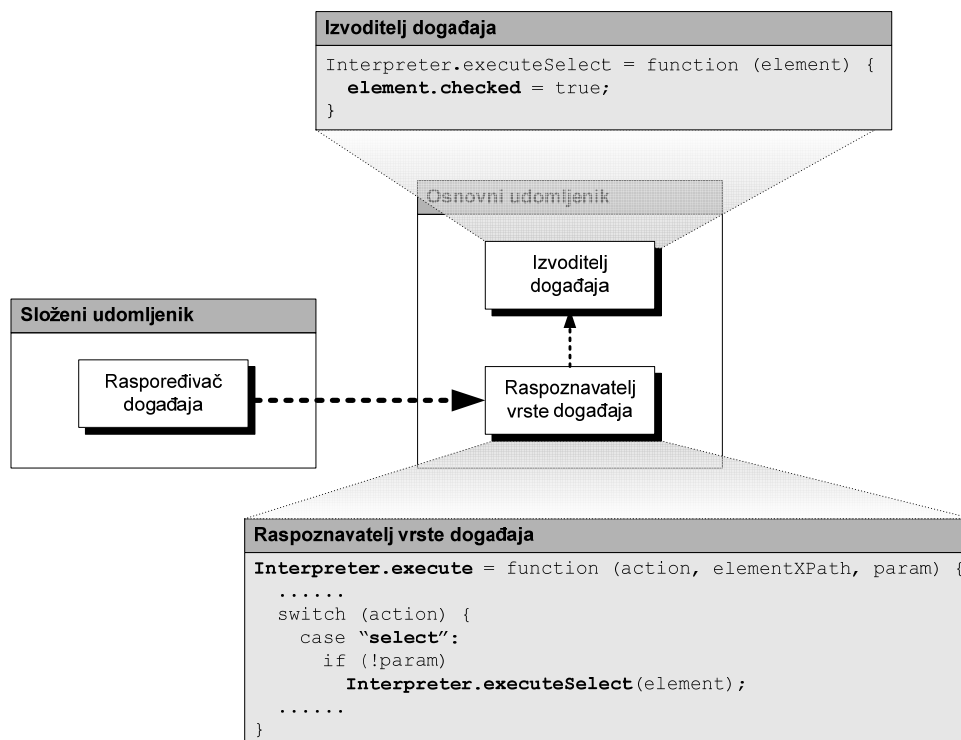 Izvoditelj događaja
Interpreter.executeSelect = function (element) {
element.checked = true;
}
Osnovni udomljenik
Izvoditelj
događaja
Složeni udomljenik
Raspoređivač
događaja
Raspoznavatelj
vrste događaja
Raspoznavatelj vrste događaja
Interpreter.execute = function (action, elementXPath, param) {
......
switch (action) {
case “select”:
if (!param)
Interpreter.executeSelect(element);
......
}